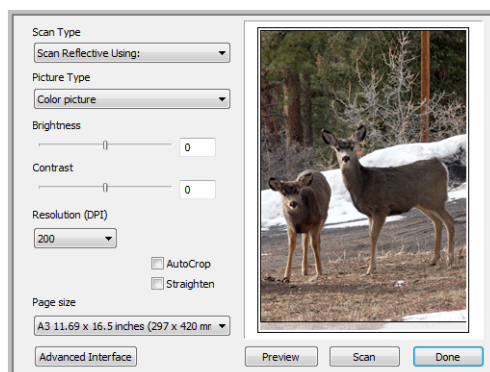 Scan Type
Scan Reflective Using:
Picture Type
Color picture
Brightness
0
Contrast
0
Resolution (DPI)
200
AutoCrop
Straighten
Page size
A3 11.69 x 16.5 inches (297 x 420 mr
Advanced Interface
Preview
Scan
Done